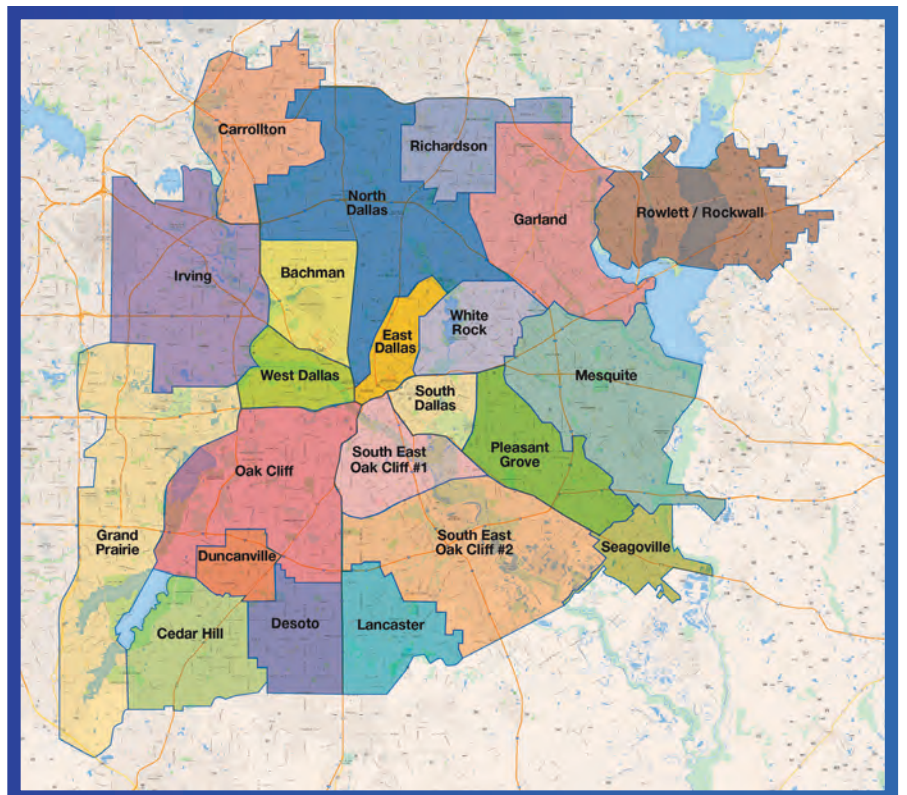 Carrollton
Richardson
North
Dallas
Garland
Rowlett / Rockwall
Irving
Bachman
White
Rock
East
Dallas
West Dallas
Mesquite
South
Dallas
Pleasant
Grove
South East
Oak Cliff #1
Oak Cliff
Grand
Prairie
South East
Oak Cliff #2
Seagoville
Duncanville
Cedar Hill
Desoto
Lancaster